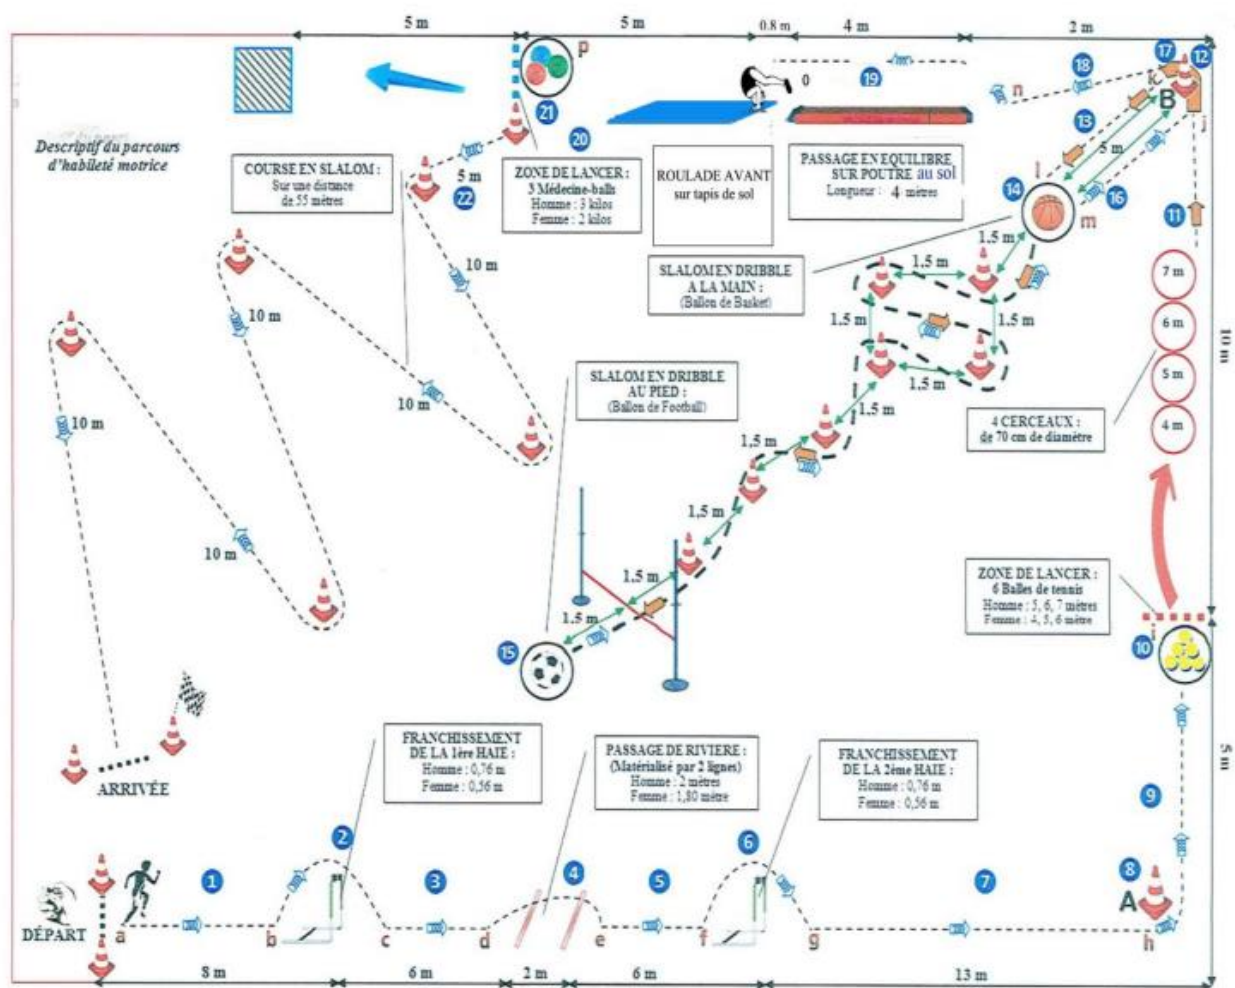 5 m
5 m
0.8 m
4 m
2 m
Descriptif du parcours
d'habileté motrice
COURSE EN SLALOM :
Sur une distance
de 55 mètres
p
21
20
5 m
22
ZONE DE LANCER :
3 Médecine-balls
Homme : 3 kilos
Femme : 2 kilos
ROULADE AVANT
sur tapis de sol
0
19
PASSAGE EN EQUILIBRE
SUR POUTRE au sol
Longueur : 4 mètres
n
18
17
12
k
B
j
13
5 m
l
14
m
16
11
10 m
10 m
10 m
10 m
10 m
SLALOM EN DRIBBLE
A LA MAIN :
(Ballon de Basket)
1.5 m
1.5 m
1.5 m
1.5 m
1.5 m
1.5 m
1,5 m
1,5 m
1.5 m
1.5 m
7 m
6 m
5 m
4 m
10 m
SLALOM EN DRIBBLE
AU PIED :
(Ballon de Football)
4 CERCEAUX :
de 70 cm de diamètre
ZONE DE LANCER :
6 Balles de tennis
Homme : 5, 6, 7 mètres
Femme : 4, 5, 6 mètre
15
i
10
ARRIVÉE
FRANCHISSEMENT
DE LA 1ère HAIE :
Homme : 0,76 m
Femme : 0,56 m
PASSAGE DE RIVIERE :
(Matérialisé par 2 lignes)
Homme : 2 mètres
Femme : 1,80 mètre
FRANCHISSEMENT
DE LA 2ème HAIE :
Homme : 0,76 m
Femme : 0,56 m
5 m
9
1
2
3
4
5
6
7
8
A
DÉPART
a
b
c
d
e
f
g
h
8 m
6 m
2 m
6 m
13 m